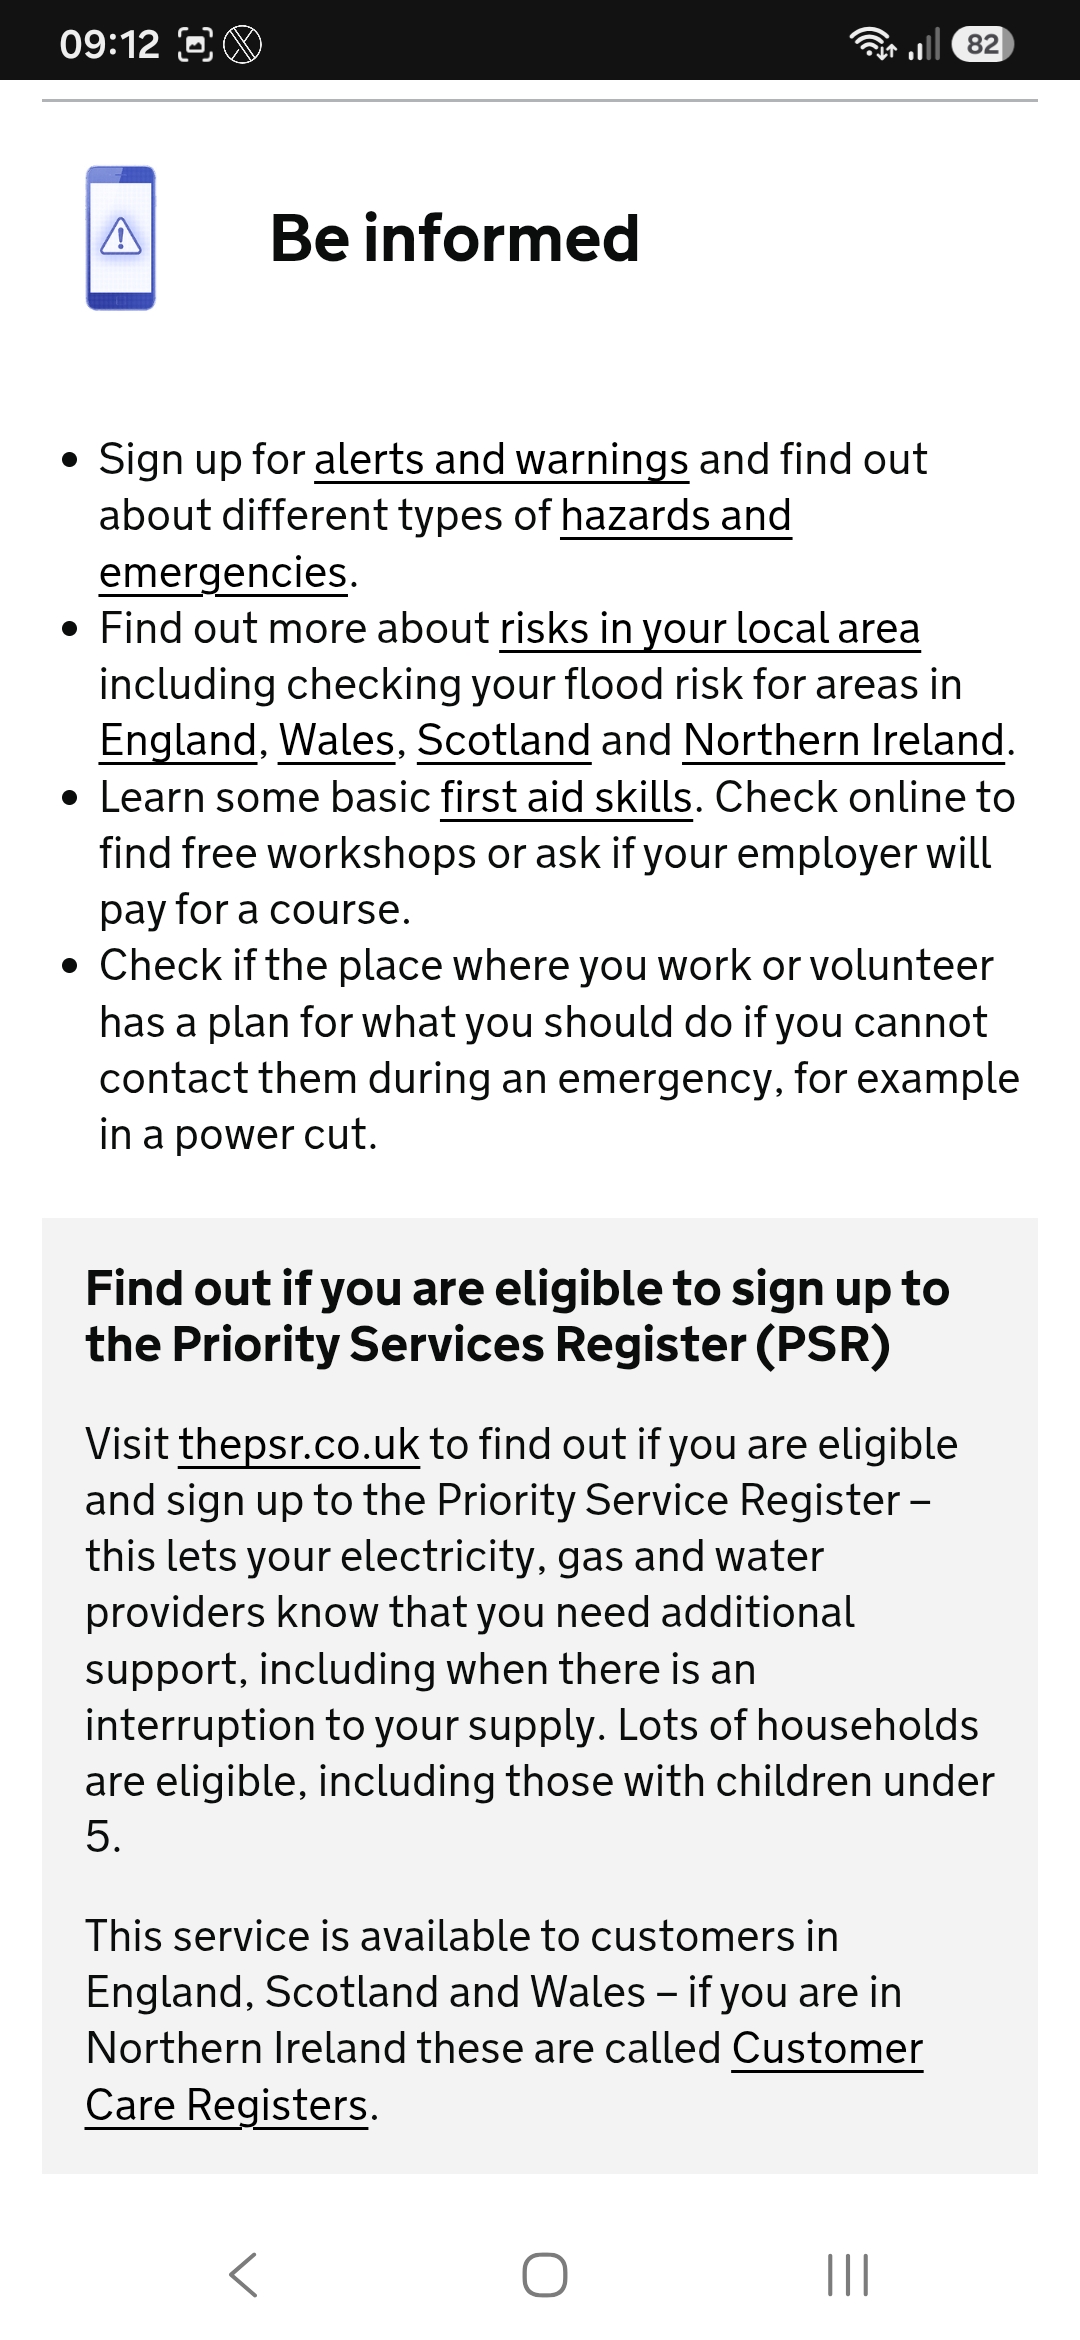 09:12
82
Be informed
• Sign up for alerts and warnings and find out
about different types of hazards and
emergencies.
• Find out more about risks in your local area
including checking your flood risk for areas in
England, Wales, Scotland and Northern Ireland.
• Learn some basic first aid skills. Check online to
find free workshops or ask if your employer will
pay for a course.
• Check if the place where you work or volunteer
has a plan for what you should do if you cannot
contact them during an emergency, for example
in a power cut.
Find out if you are eligible to sign up to
the Priority Services Register (PSR)
Visit thepsr.co.uk to find out if you are eligible
and sign up to the Priority Service Register –
this lets your electricity, gas and water
providers know that you need additional
support, including when there is an
interruption to your supply. Lots of households
are eligible, including those with children under
5.
This service is available to customers in
England, Scotland and Wales – if you are in
Northern Ireland these are called Customer
Care Registers.